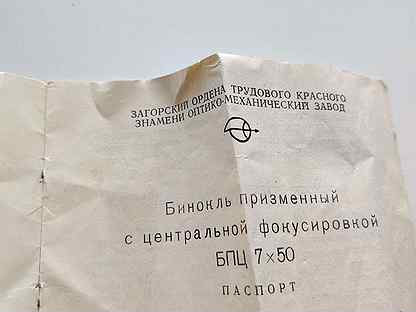 ЗАГОРСКИЙ ОРДЕНА ТРУДОВОГО КРАСНОГО
ЗНАМЕНИ ОПТИКО-МЕХАНИЧЕСКИЙ ЗАВОД
Бинокль призменный
с центральной фокусировкой
БПЦ 7×50
ПАСПОРТ